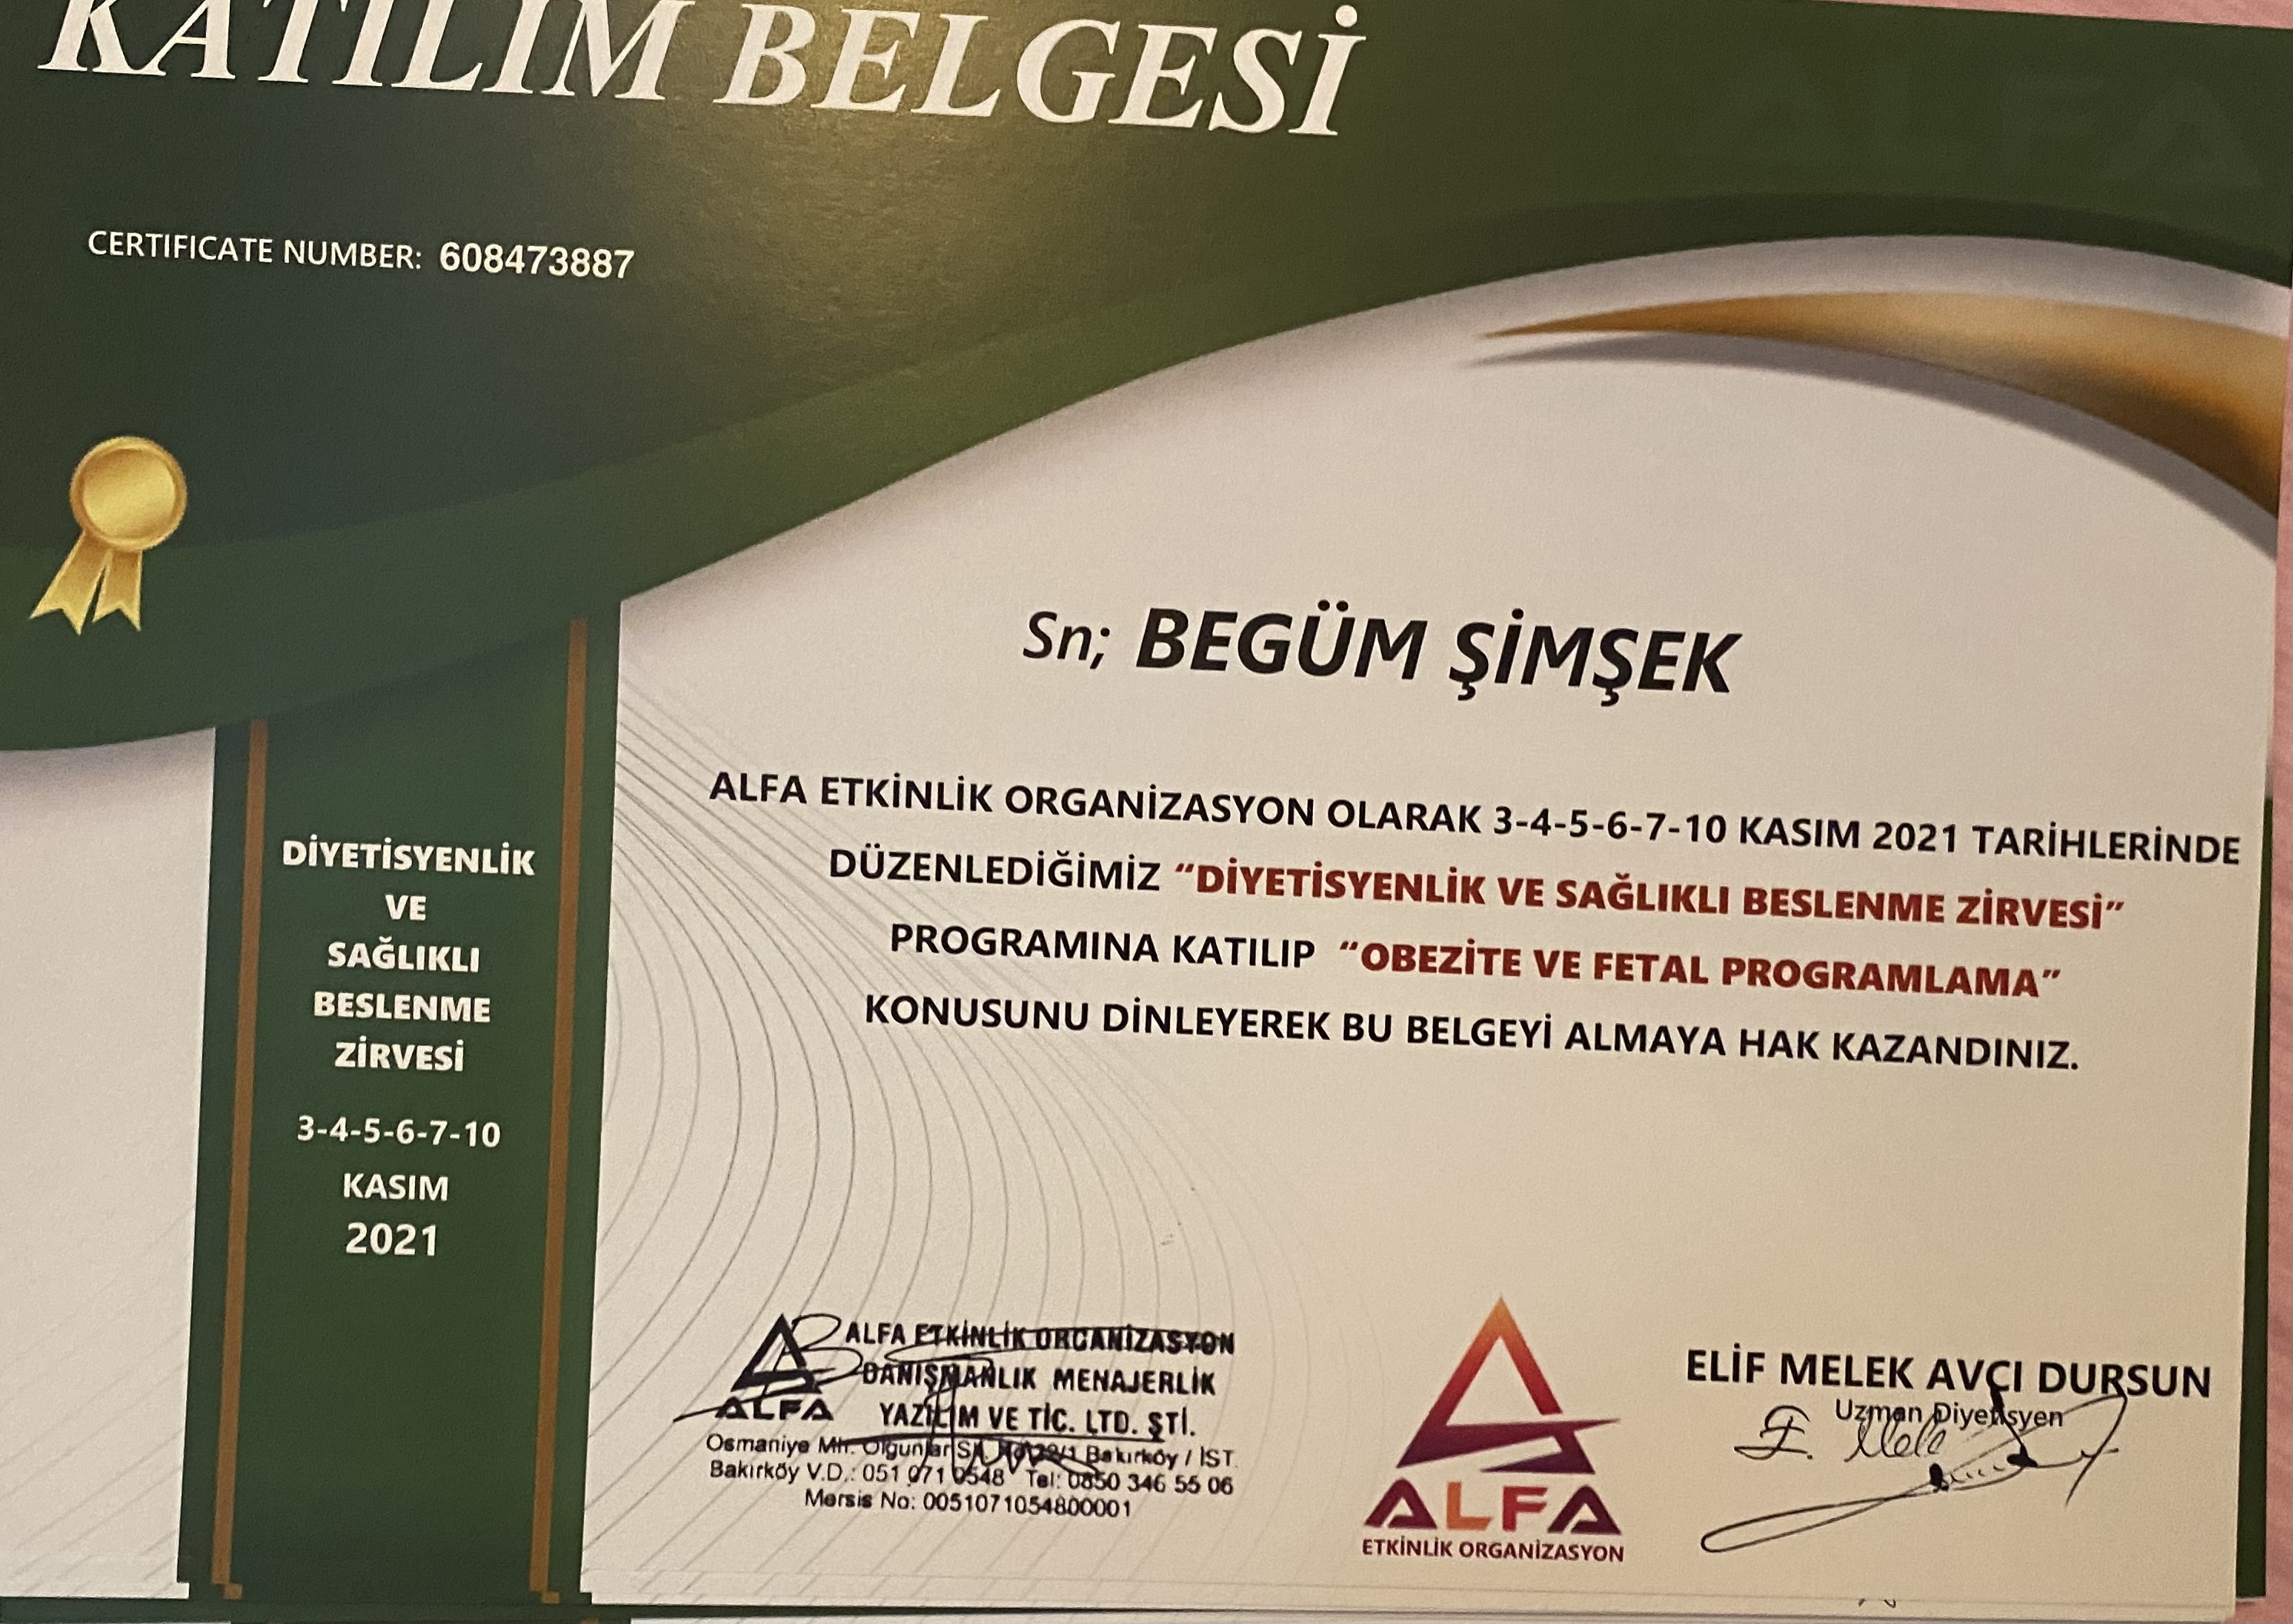 KATILIM BELGESİ
CERTIFICATE NUMBER: 608473887
Sn; BEGÜM ŞİMŞEK
ALFA ETKİNLİK ORGANİZASYON OLARAK 3-4-5-6-7-10 KASIM 2021 TARİHLERİNDE
DÜZENLEDİĞİMİZ “DİYETİSYENLİK VE SAĞLIKLI BESLENME ZİRVESİ”
PROGRAMINA KATILIP “OBEZİTE VE FETAL PROGRAMLAMA”
KONUSUNU DİNLEYEREK BU BELGEYİ ALMAYA HAK KAZANDINIZ.
DİYETİSYENLİK
VE
SAĞLIKLI
BESLENME
ZİRVESİ
3-4-5-6-7-10
KASIM
2021
ALFA ETKİNLİK ORGANİZASYON
DANIŞMANLIK MENAJERLİK
YAZILIM VE TİC. LTD. ŞTİ.
ALFA
Osmaniye Mh. Olgunlar Bakırköy / İST.
Bakırköy V.D.: 051 071 0548 Tel: 0850 346 55 06
Mersis No: 0051071054800001
ALFA
ETKİNLİK ORGANİZASYON
ELİF MELEK AVCI DURSUN
Uzman Diyetisyen